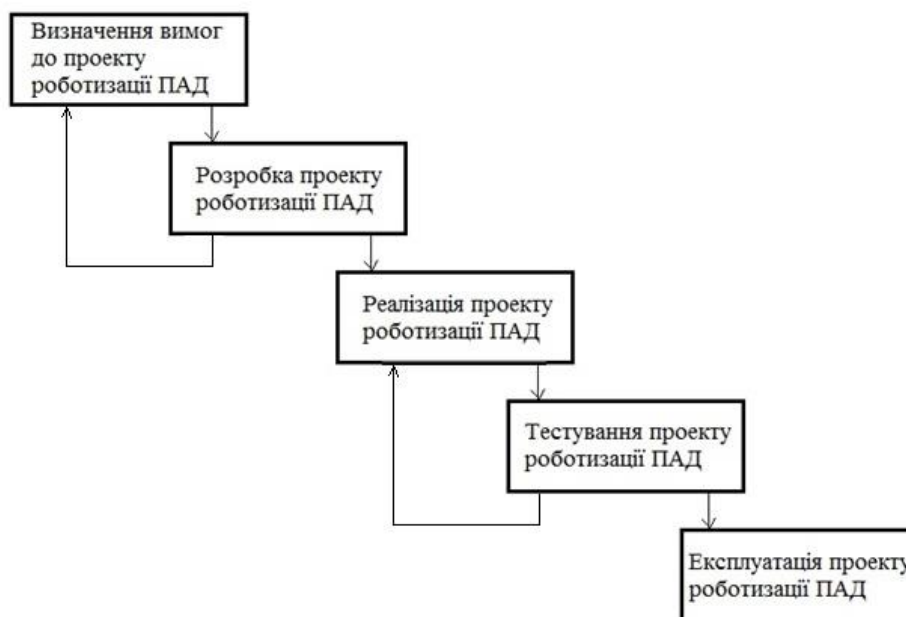 Визначення вимог
до проекту
роботизації ПАД
Розробка проекту
роботизації ПАД
Реалізація проекту
роботизації ПАД
Тестування проекту
роботизації ПАД
Експлуатація проекту
роботизації ПАД